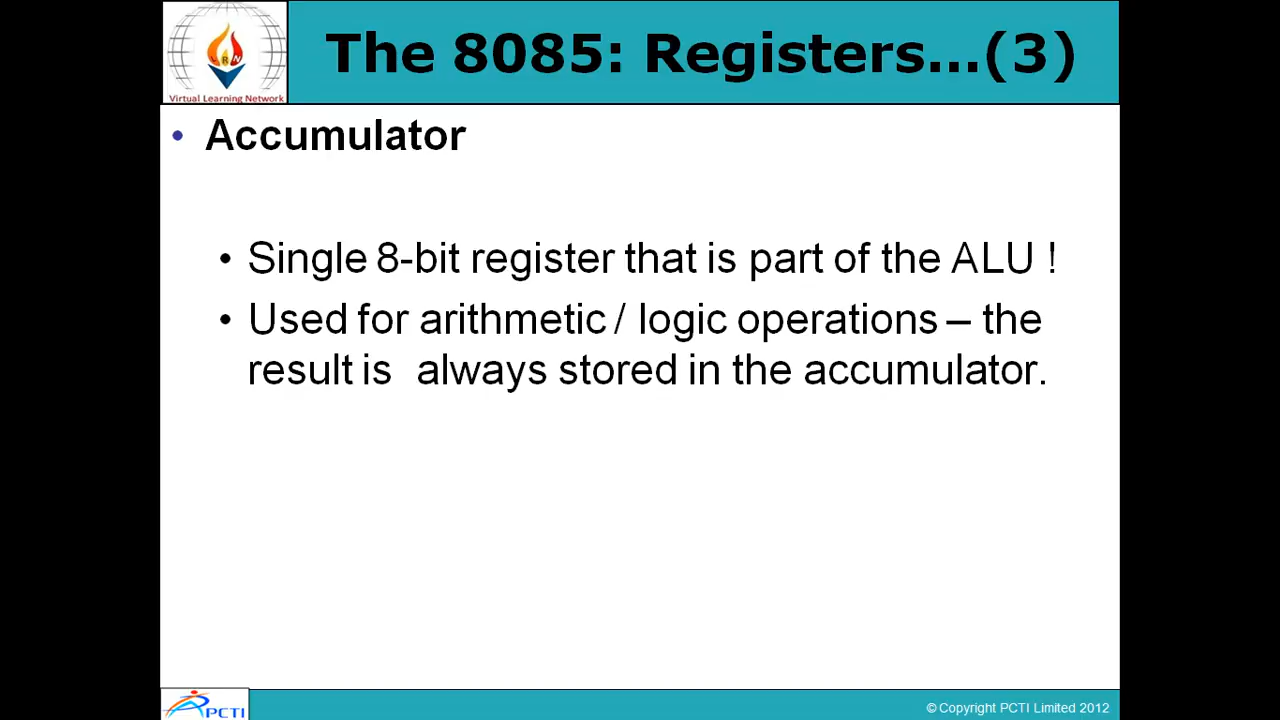 The 8085: Registers...(3)
LRN
Virtual Learning Network
• Accumulator
• Single 8-bit register that is part of the ALU !
• Used for arithmetic / logic operations – the
result is always stored in the accumulator.
PCTI
© Copyright PCTI Limited 2012